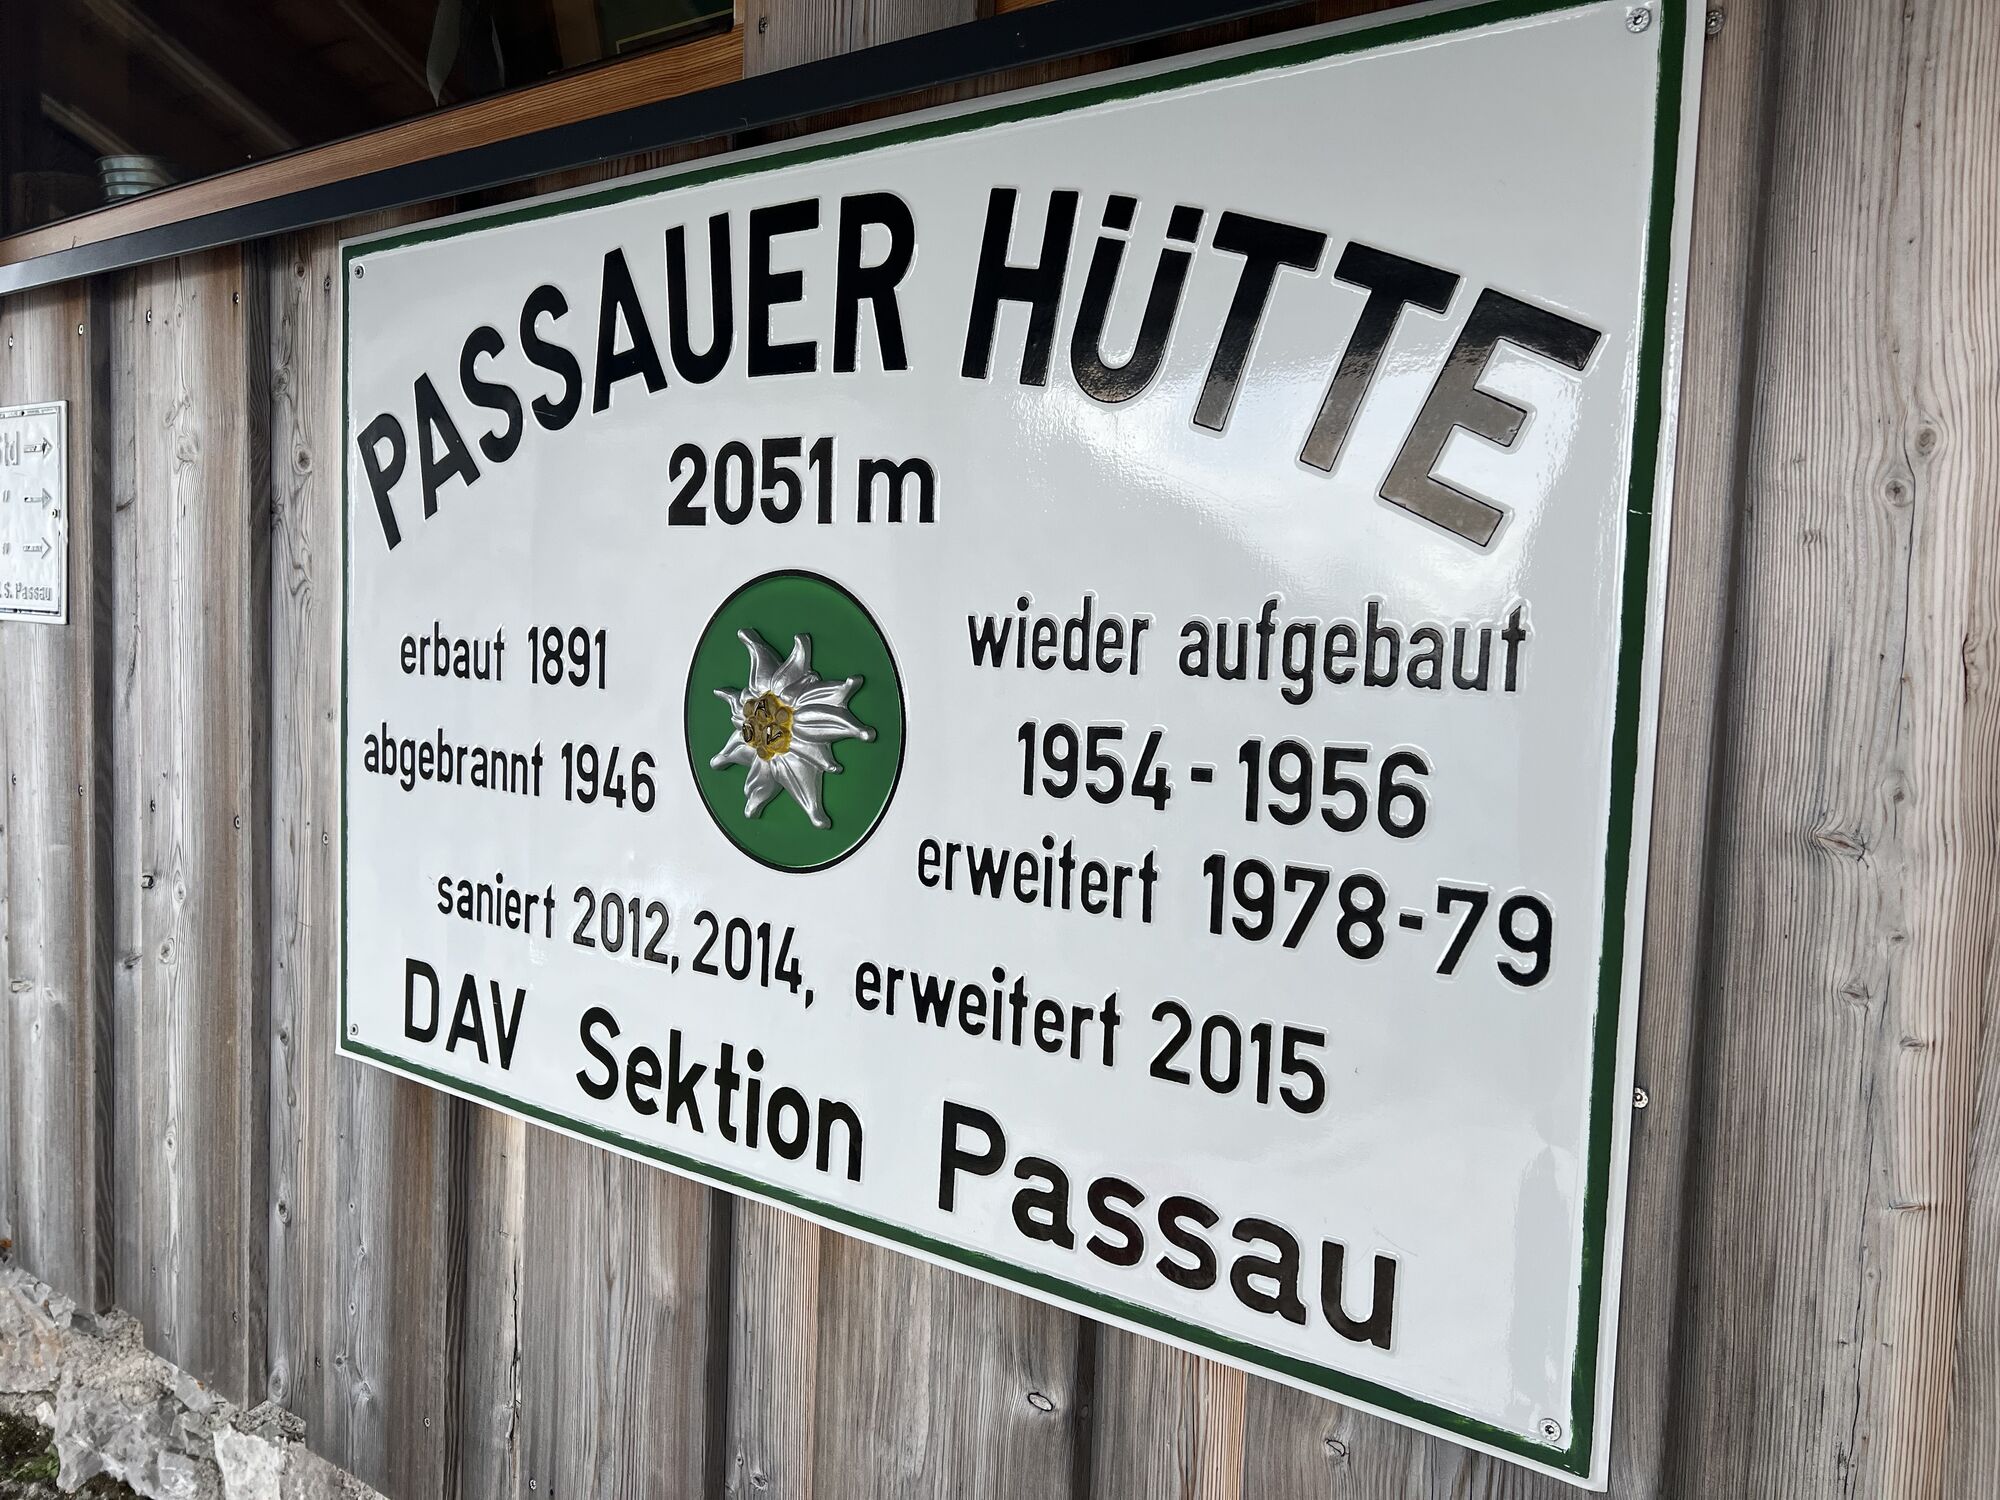 PASSAUER HÜTTE
2051 m
erbaut 1891
abgebrannt 1946
wieder aufgebaut
1954 - 1956
erweitert 1978-79
saniert 2012, 2014, erweitert 2015
DAV Sektion Passau
S. Passau